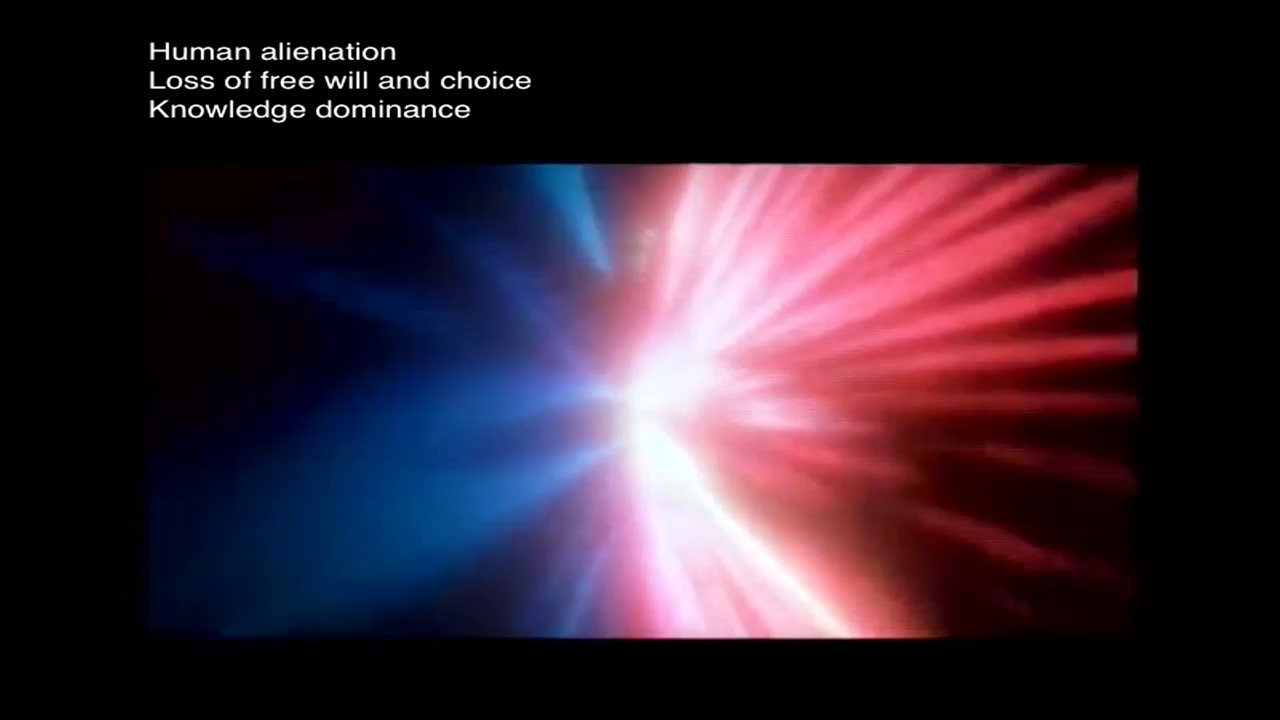 Human alienation
Loss of free will and choice
Knowledge dominance